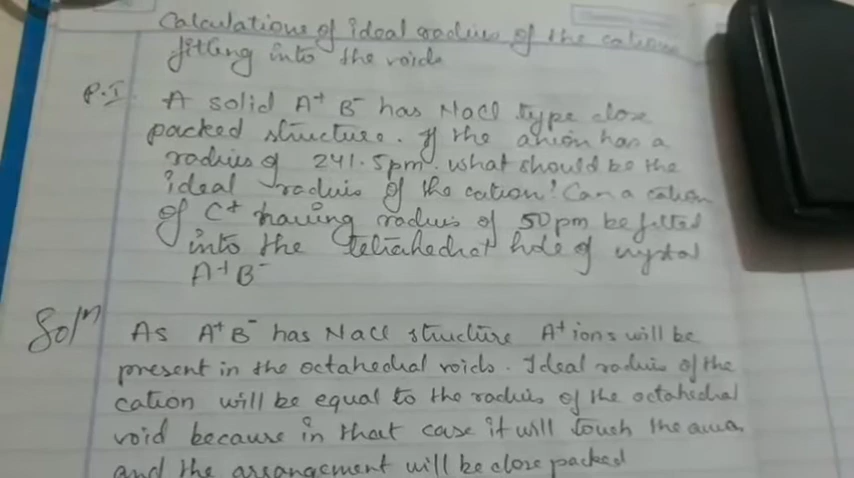 Calculations of ideal radius of the cations
fitting into the voids
P.I A solid A+ B- has NaCl type close
packed structure. If the anion has a
radius of 241.5pm. what should be the
ideal radius of the cation? Can a cation
of C+ having radius of 50pm be fitted
into the tetrahedral hole of crystal
A+ B-
Soln As A+ B- has NaCl structure A+ ions will be
present in the octahedral voids. Ideal radius of the
cation will be equal to the radius of the octahedral
void because in that case it will touch the
and the arrangement will be close packed